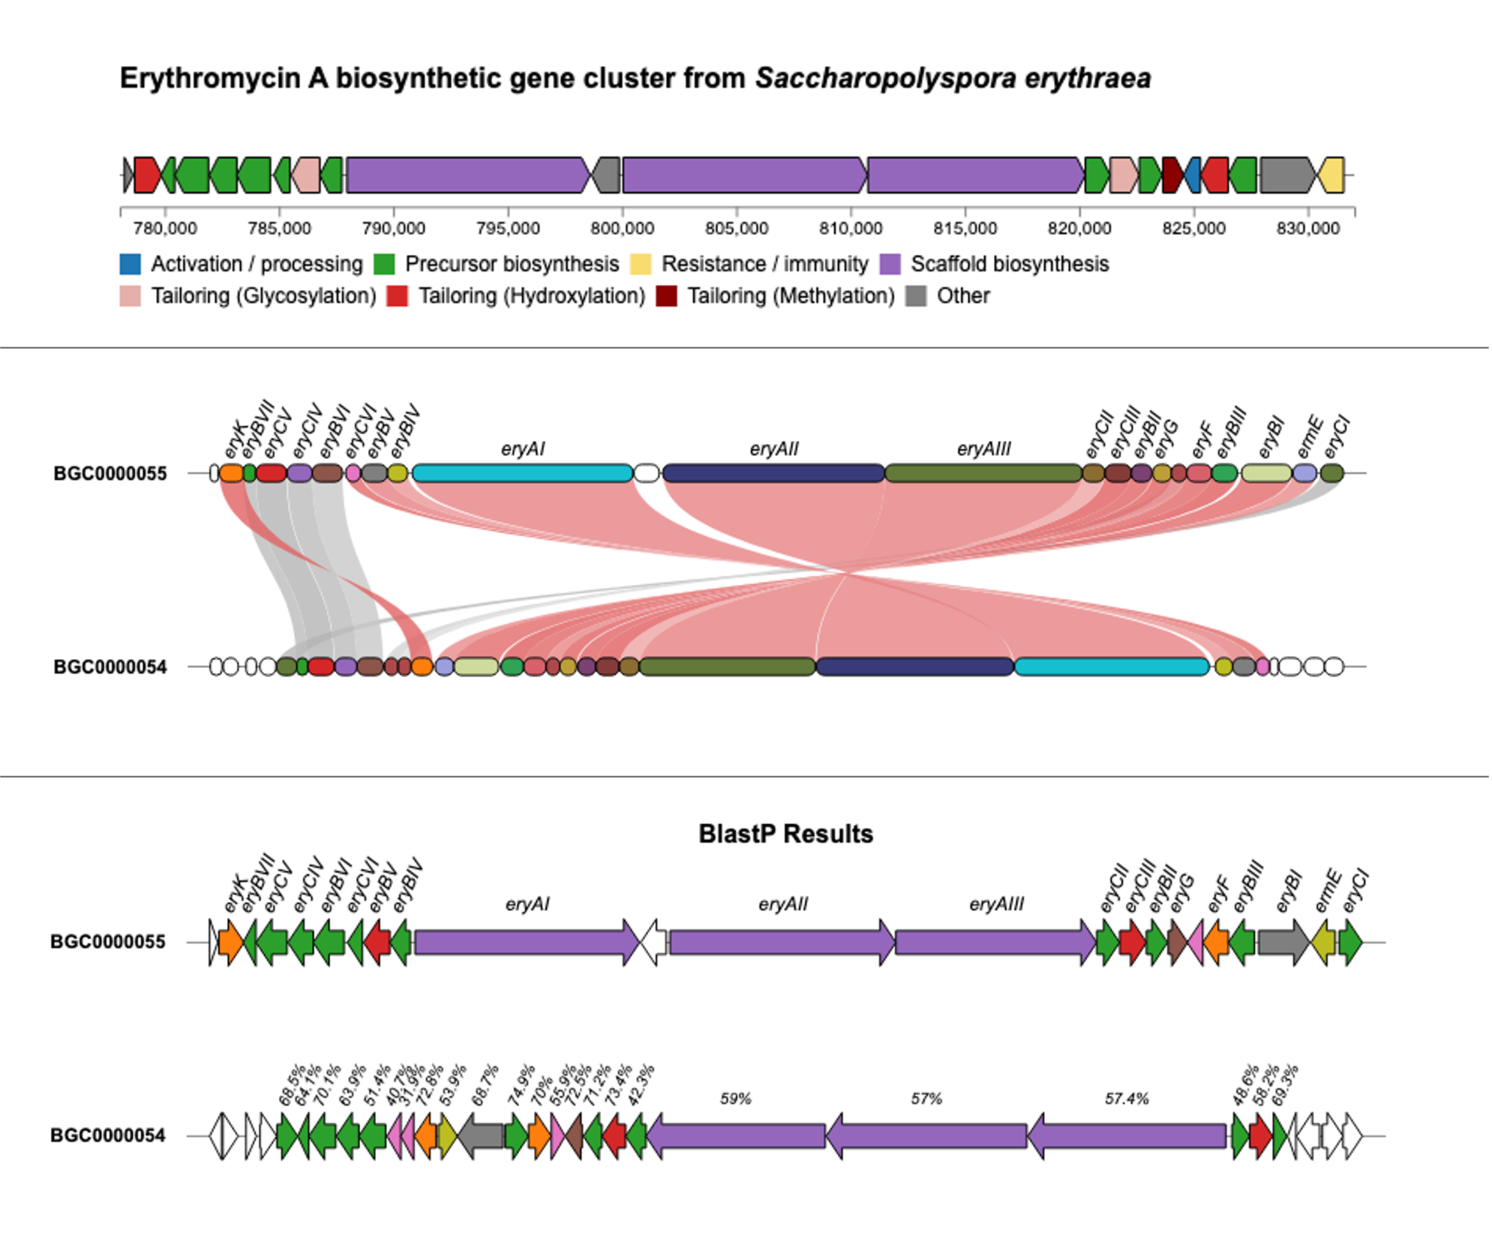 Erythromycin A biosynthetic gene cluster from Saccharopolyspora erythraea
780,000 785,000 790,000 795,000 800,000 805,000 810,000 815,000 820,000 825,000 830,000
Activation / processing Precursor biosynthesis Resistance / immunity Scaffold biosynthesis
Tailoring (Glycosylation) Tailoring (Hydroxylation) Tailoring (Methylation) Other
eryK eryBVII eryCV eryCIV eryBVI eryCVI eryBV eryBIV eryAI eryAII eryAIII eryCII eryCIII eryBII eryG eryF eryBIII eryBI ermE eryCI
BGC0000055
BGC0000054
BlastP Results
eryK eryBVII eryCV eryCIV eryBVI eryCVI eryBV eryBIV eryAI eryAII eryAIII eryCII eryCIII eryBII eryG eryF eryBIII eryBI ermE eryCI
BGC0000055
68.5% 64.1% 70.1% 63.9% 51.4% 40.7% 31.9% 72.8% 53.9% 68.7% 74.9% 70% 55.9% 72.5% 71.2% 73.4% 42.3% 59% 57% 57.4% 48.6% 58.2% 69.3%
BGC0000054